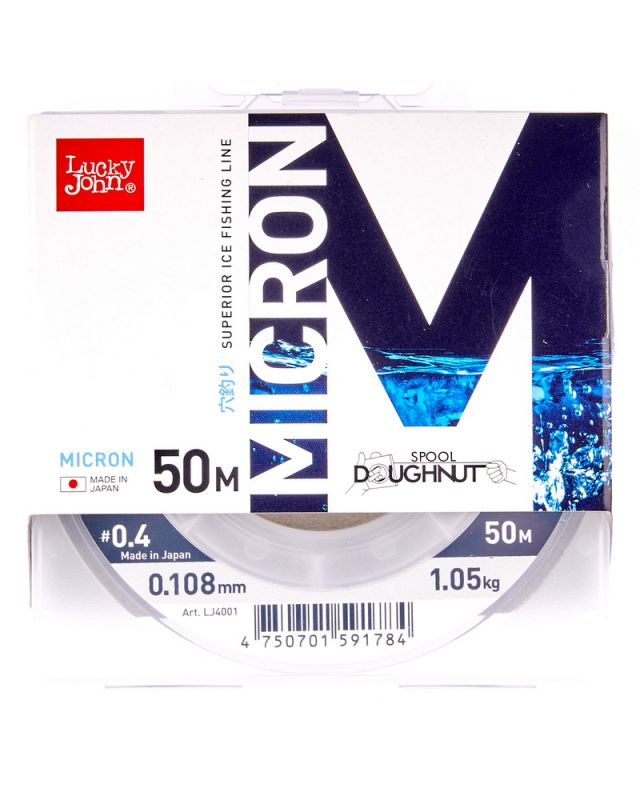 Lucky
John®
穴釣り SUPERIOR ICE FISHING LINE
MICRON
M
MICRON
MADE IN
JAPAN
50M
SPOOL
DOUGHNUT
#0.4
Made in Japan
50M
0.108mm
1.05kg
Art. LJ4001
4 750701 591784